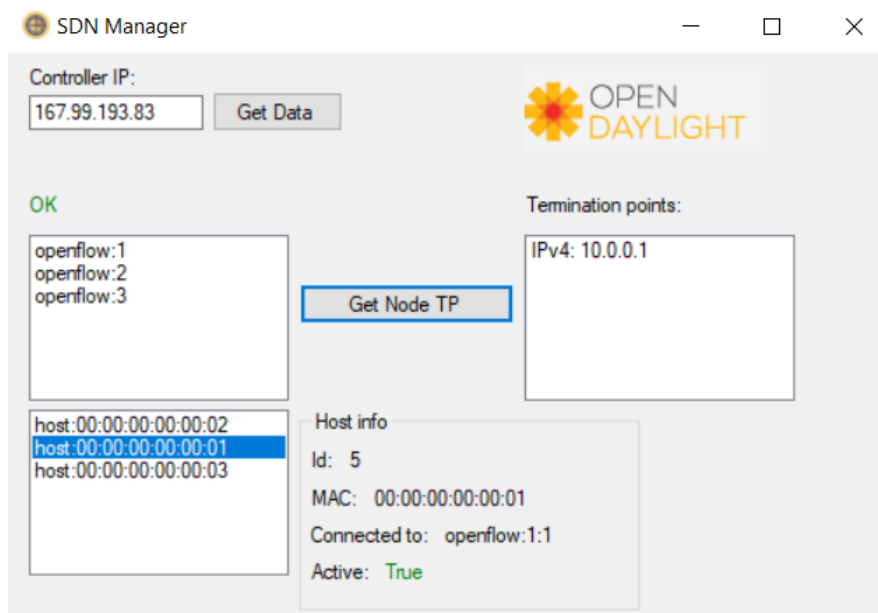 SDN Manager
Controller IP:
167.99.193.83
Get Data
OPEN
DAYLIGHT
OK
Termination points:
openflow:1
openflow:2
openflow:3
Get Node TP
IPv4: 10.0.0.1
host:00:00:00:00:00:02
host:00:00:00:00:00:01
host:00:00:00:00:00:03
Host info
Id: 5
MAC: 00:00:00:00:00:01
Connected to: openflow:1:1
Active: True